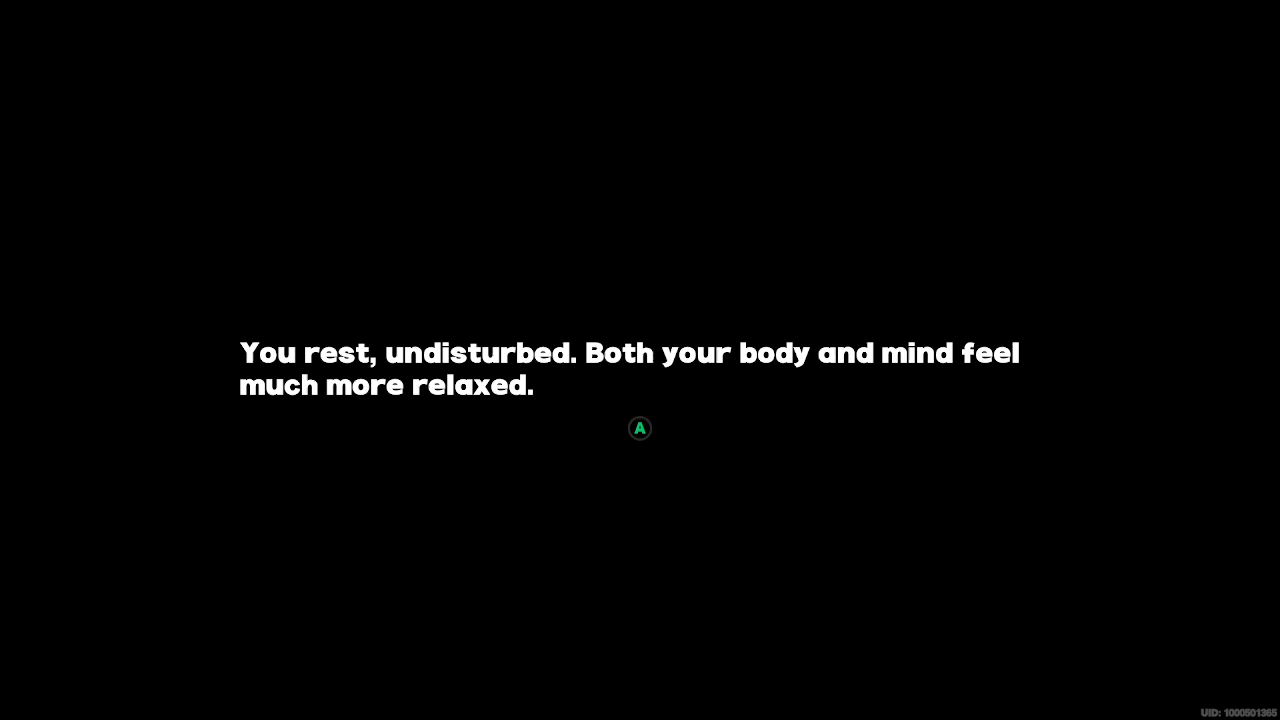 You rest, undisturbed. Both your body and mind feel
much more relaxed.
A
UID: 1000501365